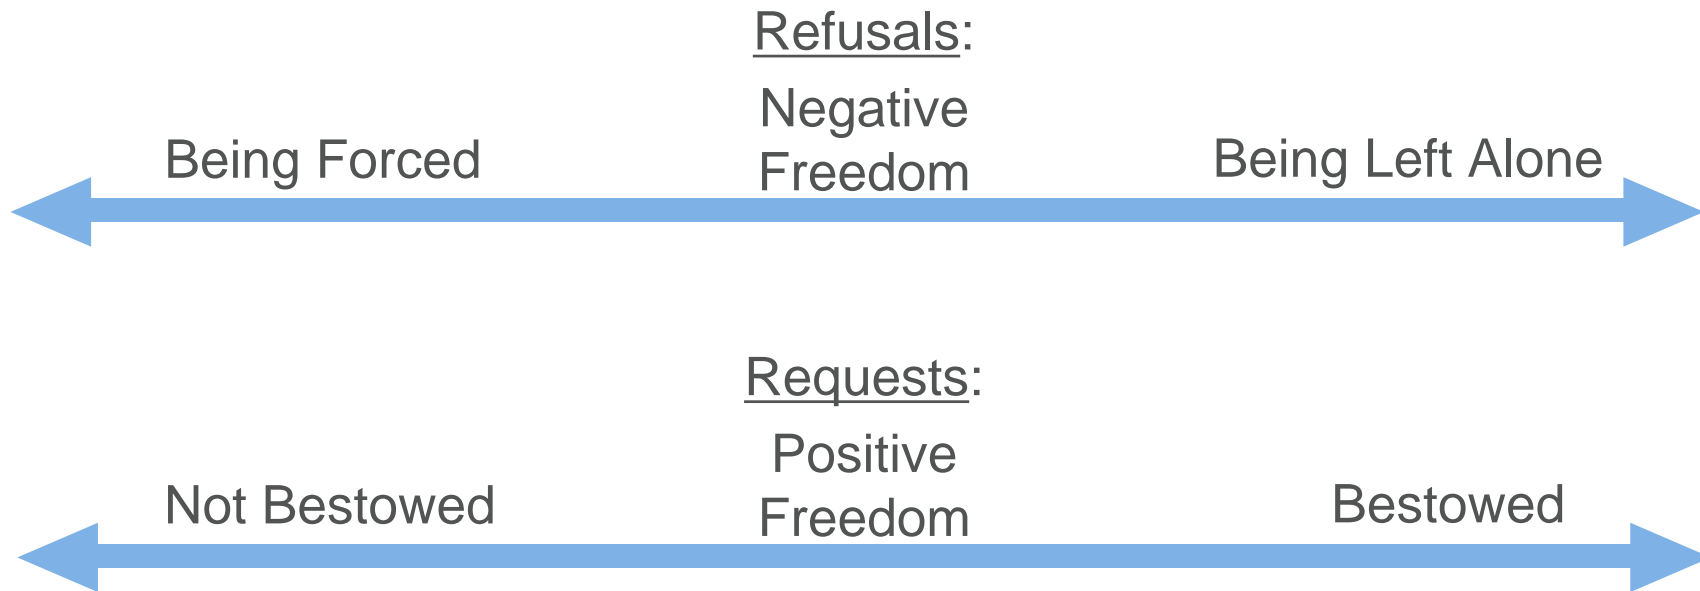 Refusals:
Negative
Freedom
Being Forced
Being Left Alone
Requests:
Positive
Freedom
Not Bestowed
Bestowed